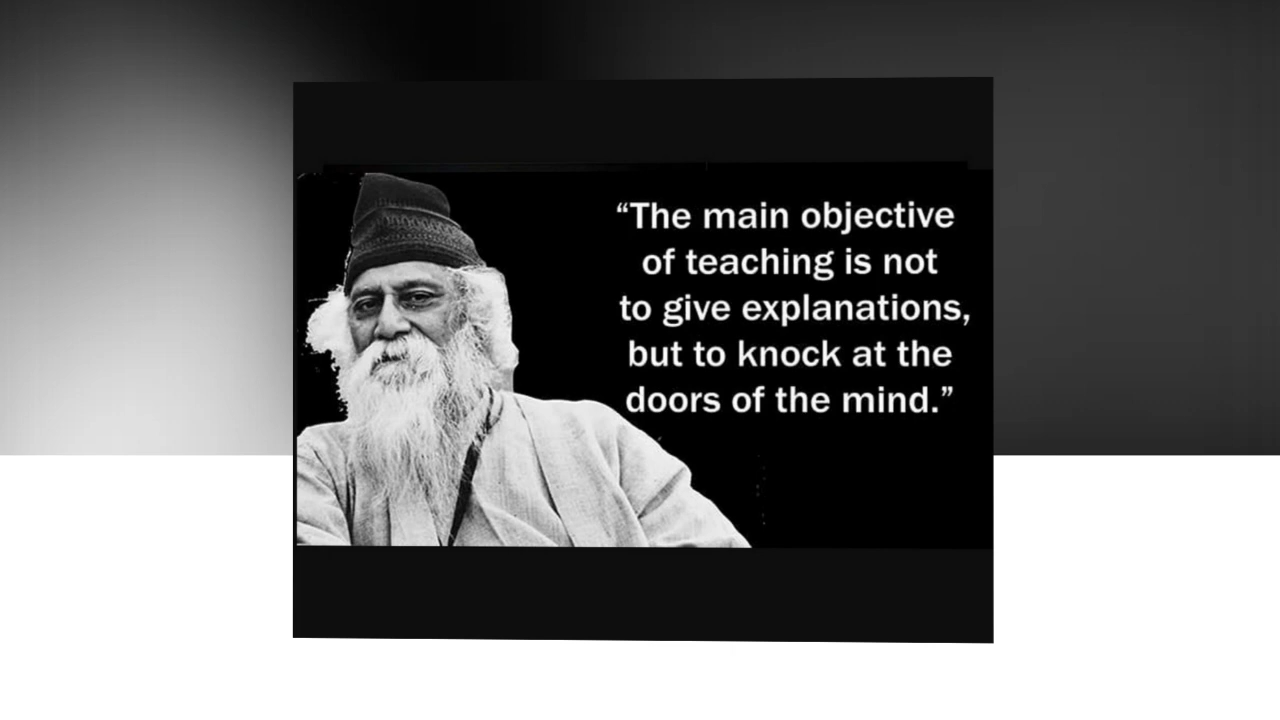 “The main objective
of teaching is not
to give explanations,
but to knock at the
doors of the mind.”